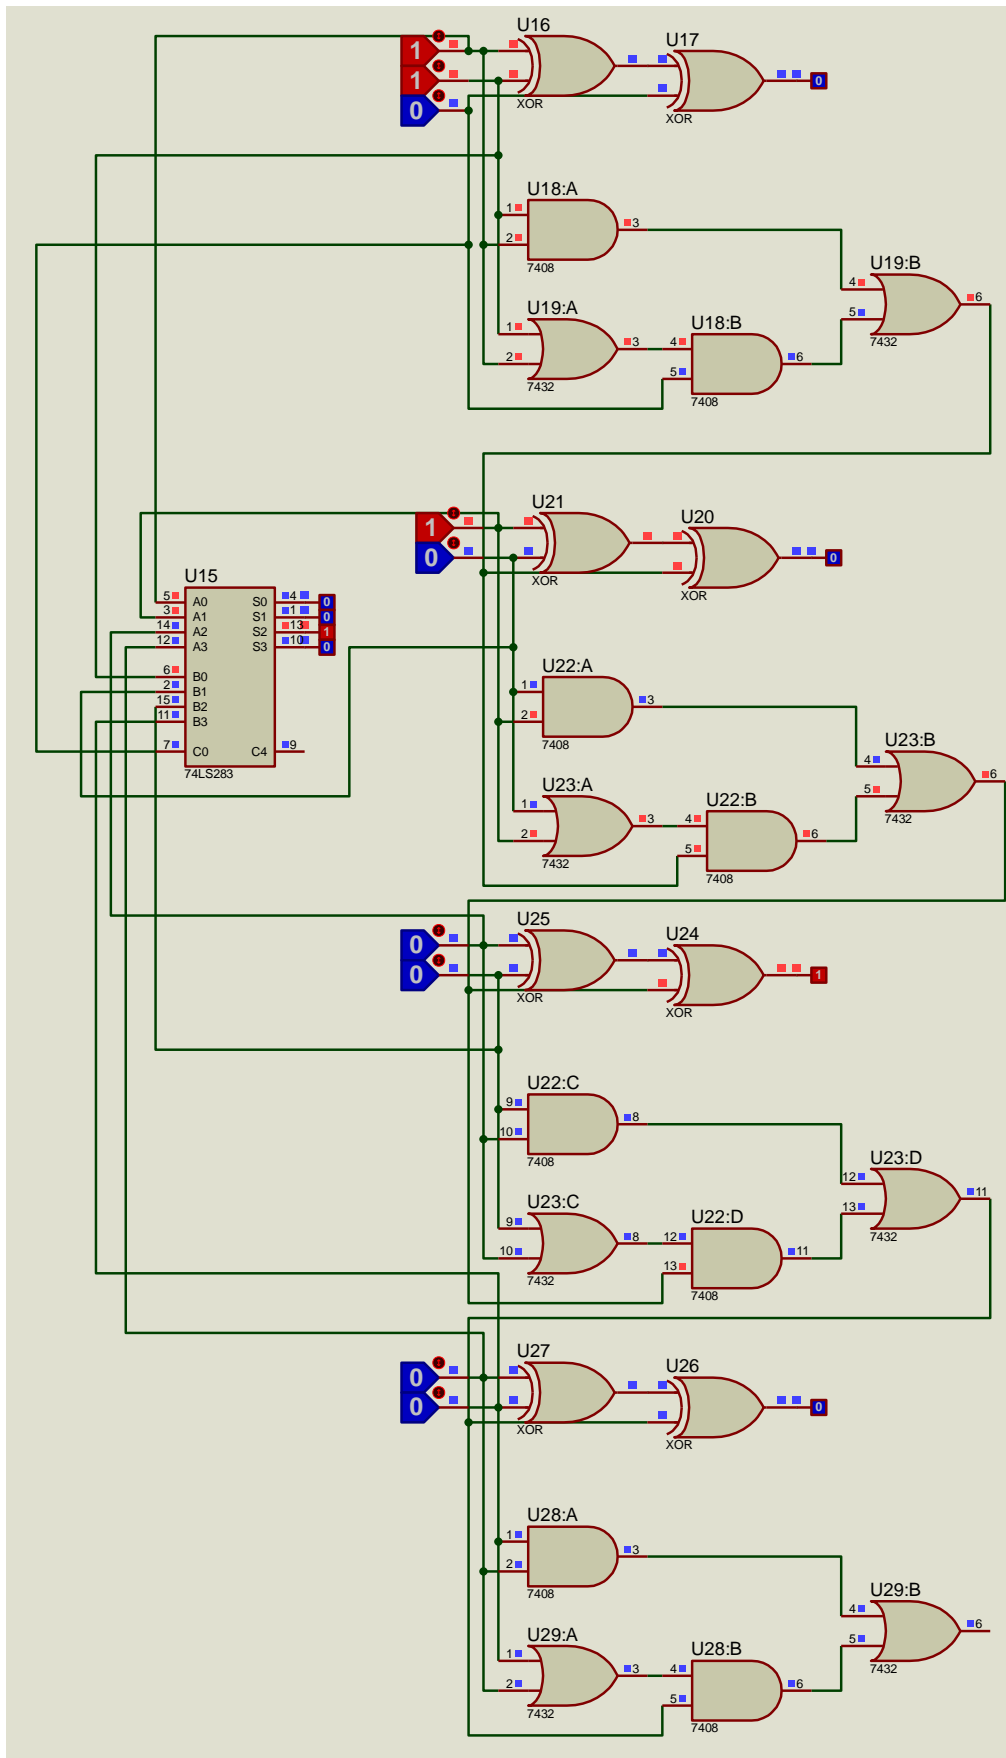 U16
U17
1
1
0
XOR
XOR
0
U18:A
1
2
3
7408
U19:B
4
5
6
7432
U19:A
1
2
3
7432
U18:B
4
5
6
7408
U21
U20
1
0
XOR
XOR
0
U15
5 A0 S0 4 0
3 A1 S1 1 0
14 A2 S2 13 1
12 A3 S3 10 0
6 B0
2 B1
15 B2
11 B3
7 C0 C4 9
74LS283
U22:A
1
2
3
7408
U23:B
4
5
6
7432
U23:A
1
2
3
7432
U22:B
4
5
6
7408
U25
U24
0
0
XOR
XOR
1
U22:C
9
10
8
7408
U23:D
12
13
11
7432
U23:C
9
10
8
7432
U22:D
12
13
11
7408
U27
U26
0
0
XOR
XOR
0
U28:A
1
2
3
7408
U29:B
4
5
6
7432
U29:A
1
2
3
7432
U28:B
4
5
6
7408